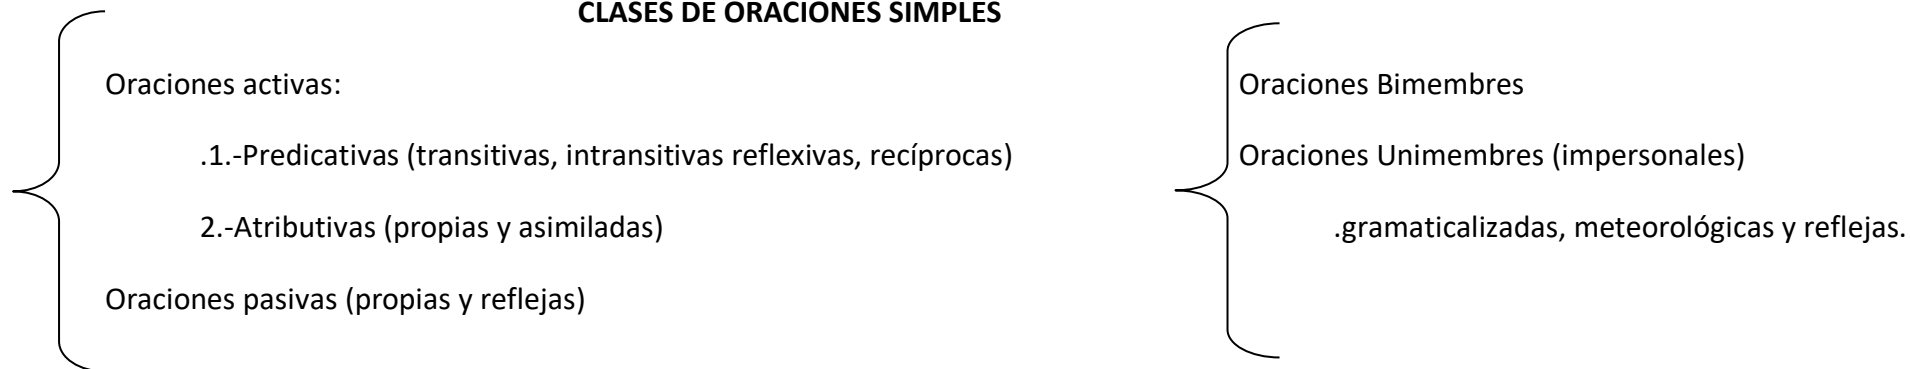 CLASES DE ORACIONES SIMPLES
Oraciones activas:
.1.-Predicativas (transitivas, intransitivas reflexivas, recíprocas)
2.-Atributivas (propias y asimiladas)
Oraciones pasivas (propias y reflejas)
Oraciones Bimembres
Oraciones Unimembres (impersonales)
.gramaticalizadas, meteorológicas y reflejas.